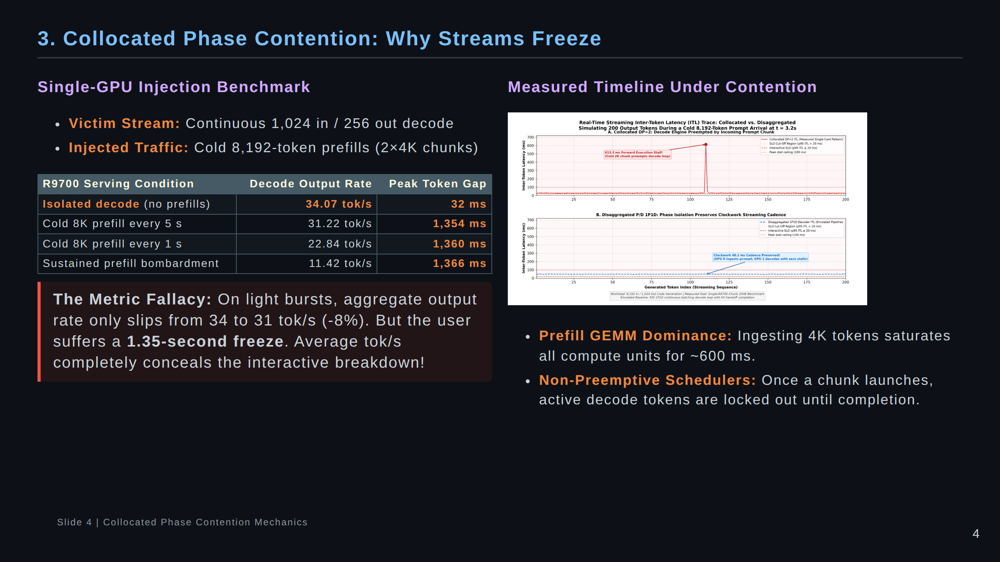 3. Collocated Phase Contention: Why Streams Freeze
Single-GPU Injection Benchmark
• Victim Stream: Continuous 1,024 in / 256 out decode
• Injected Traffic: Cold 8,192-token prefills (2×4K chunks)
R9700 Serving Condition Decode Output Rate Peak Token Gap
Isolated decode (no prefills) 34.07 tok/s 32 ms
Cold 8K prefill every 5 s 31.22 tok/s 1,354 ms
Cold 8K prefill every 1 s 22.84 tok/s 1,360 ms
Sustained prefill bombardment 11.42 tok/s 1,366 ms
The Metric Fallacy: On light bursts, aggregate output
rate only slips from 34 to 31 tok/s (-8%). But the user
suffers a 1.35-second freeze. Average tok/s
completely conceals the interactive breakdown!
Measured Timeline Under Contention
Real-Time Streaming Inter-Token Latency (ITL) Trace: Collocated vs. Disaggregated
Simulating 200 Output Tokens During a Cold 8,192-Token Prompt Arrival at t = 3.2s
A. Collocated DP=2: Decode Engine Preempted by Incoming Prompt Chunk
Inter-Token Latency (ms)
700
600
500
400
300
200
100
0
613.3 ms Forward Execution Stall!
(Cold 2K chunk preempts decode loop)
Collocated DP=2 ITL (Measured Single-Card Pattern)
SLO Cut-Off Region (p95 ITL > 20 ms)
Interactive SLO (p95 ITL ≤ 20 ms)
Peak stall ceiling (100 ms)
25 50 75 100 125 150 175 200
B. Disaggregated P/D 1P1D: Phase Isolation Preserves Clockwork Streaming Cadence
Inter-Token Latency (ms)
700
600
500
400
300
200
100
0
Disaggregated 1P1D Decoder ITL (Emulated Pipeline)
SLO Cut-Off Region (p95 ITL > 20 ms)
Interactive SLO (p95 ITL ≤ 20 ms)
Peak stall ceiling (100 ms)
Clockwork 48.2 ms Cadence Preserved!
(GPU 0 ingests prompt; GPU 1 decodes with zero stalls)
25 50 75 100 125 150 175 200
Generated Token Index (Streaming Sequence)
Workload: 8,192 In / 1,024 Out Code Generation | Measured Stall: Single-R9700 Chunk 2048 Benchmark
Emulated Baseline: P/D 1P1D continuous batching decode loop with KV handoff completion
• Prefill GEMM Dominance: Ingesting 4K tokens saturates
all compute units for ~600 ms.
• Non-Preemptive Schedulers: Once a chunk launches,
active decode tokens are locked out until completion.
Slide 4 | Collocated Phase Contention Mechanics
4